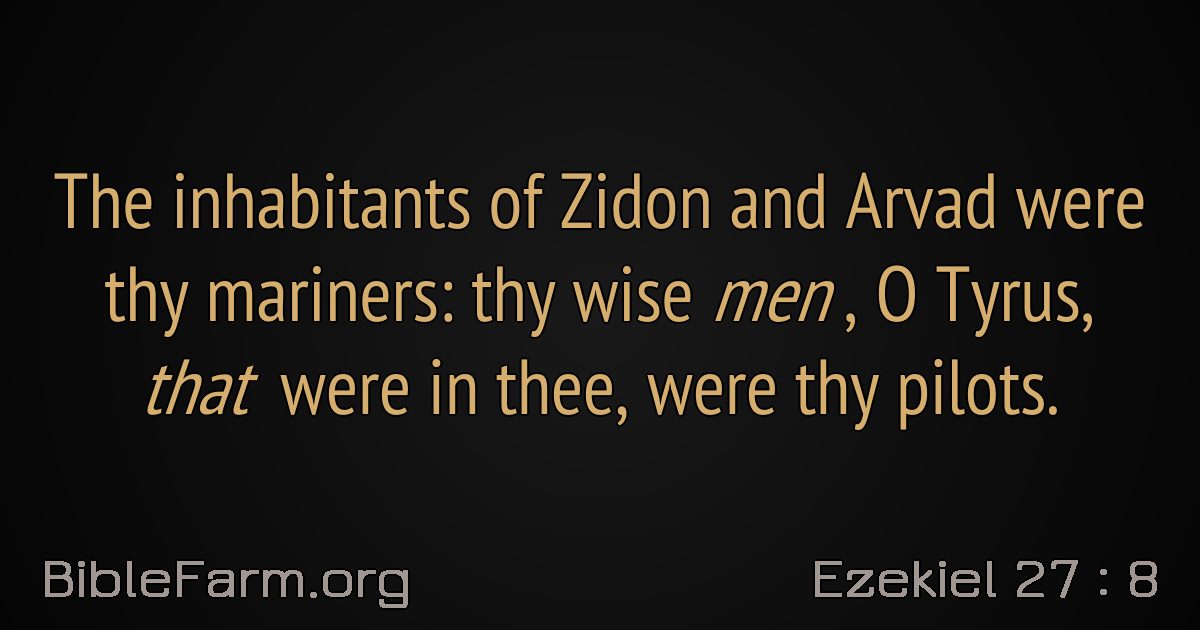 The inhabitants of Zidon and Arvad were
thy mariners: thy wise men , O Tyrus,
that were in thee, were thy pilots.
BibleFarm.org
Ezekiel 27 : 8